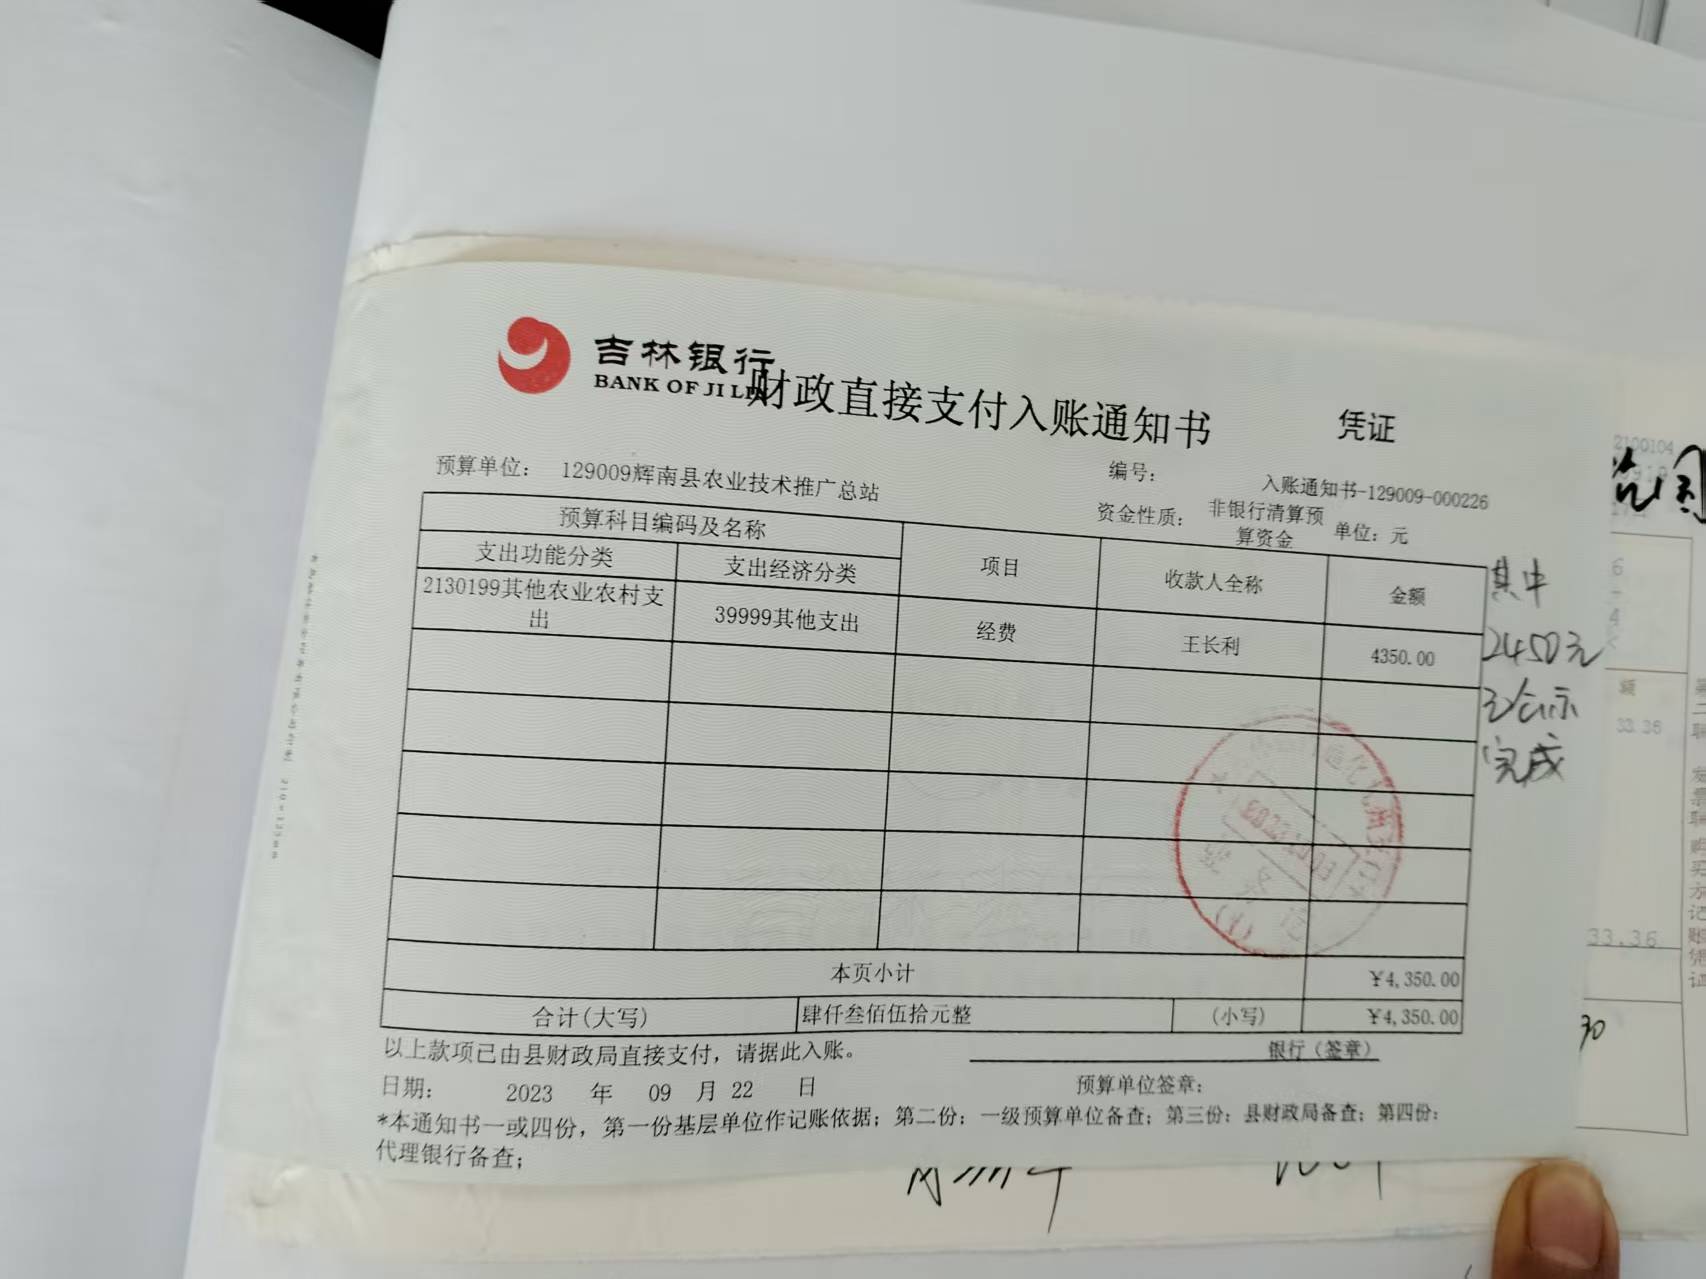 吉林银行
BANK OF JILIN
财政直接支付入账通知书
凭证
预算单位： 129009辉南县农业技术推广总站
编号： 入账通知书-129009-000226
资金性质： 非银行清算预算资金 单位：元
预算科目编码及名称
支出功能分类 支出经济分类 项目 收款人全称 金额
2130199其他农业农村支出 39999其他支出 经费 王长利 4350.00
其中
2450元
公示
完成
本页小计 ￥4,350.00
合计(大写) 肆仟叁佰伍拾元整 (小写) ￥4,350.00
以上款项已由县财政局直接支付，请据此入账。
银行（签章）
日期： 2023 年 09 月 22 日
预算单位签章：
*本通知书一或四份，第一份基层单位作记账依据；第二份：一级预算单位备查；第三份：县财政局备查；第四份：
代理银行备查；
2100104
额
33.36
33.36
30